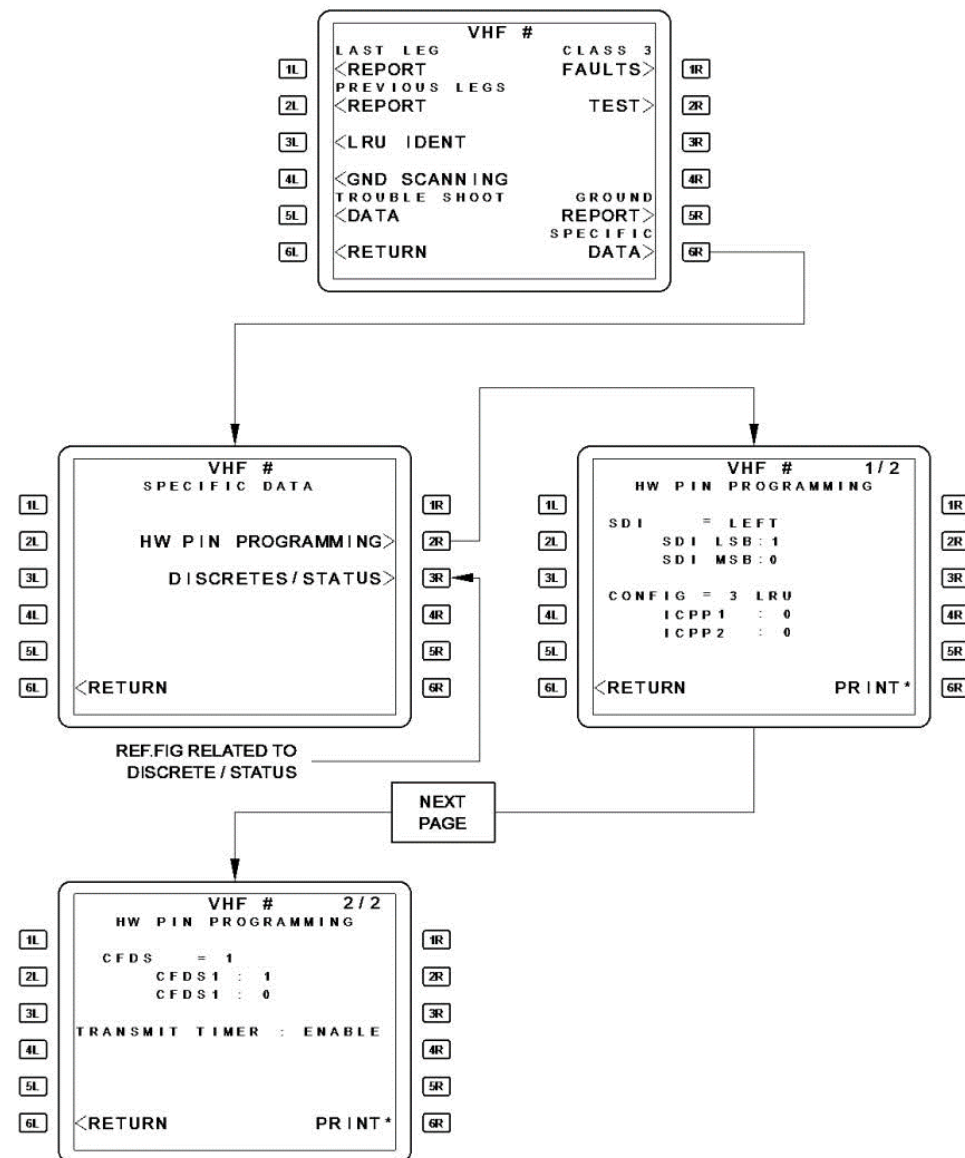 VHF #
LAST LEG CLASS 3
1L <REPORT FAULTS> 1R
PREVIOUS LEGS
2L <REPORT TEST> 2R
3L <LRU IDENT 3R
4L <GND SCANNING 4R
TROUBLE SHOOT GROUND
5L <DATA REPORT> 5R
SPECIFIC
6L <RETURN DATA> 6R
VHF #
SPECIFIC DATA
1L 1R
2L HW PIN PROGRAMMING> 2R
3L DISCRETES/STATUS> 3R
4L 4R
5L 5R
6L <RETURN 6R
REF.FIG RELATED TO
DISCRETE / STATUS
VHF # 1/2
HW PIN PROGRAMMING
1L 1R
SDI = LEFT
2L SDI LSB:1 2R
SDI MSB:0
3L 3R
CONFIG = 3 LRU
4L ICPP1 : 0 4R
ICPP2 : 0
5L 5R
6L <RETURN PRINT* 6R
NEXT
PAGE
VHF # 2/2
HW PIN PROGRAMMING
1L 1R
CFDS = 1
2L CFDS1 : 1 2R
CFDS1 : 0
3L 3R
TRANSMIT TIMER : ENABLE
4L 4R
5L 5R
6L <RETURN PRINT* 6R